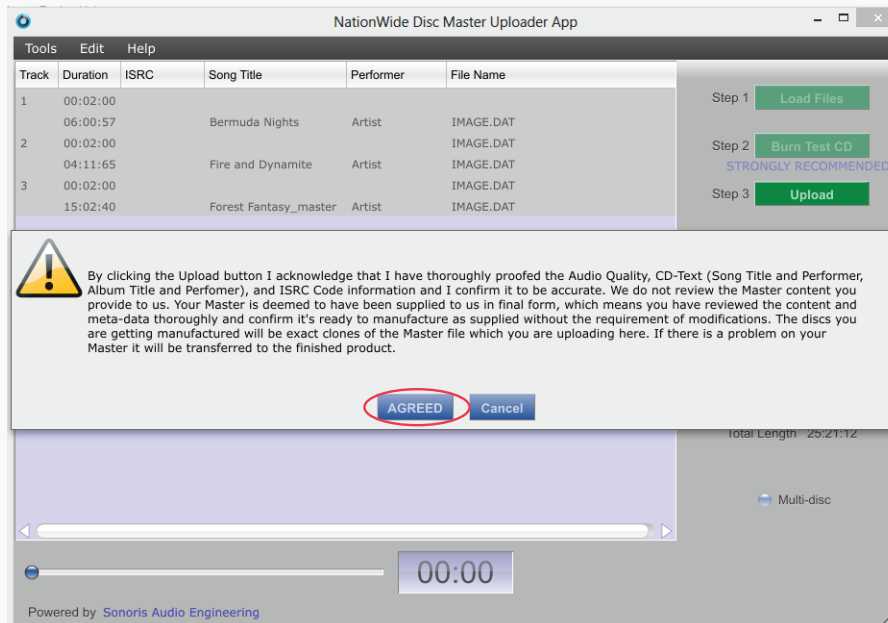 NationWide Disc Master Uploader App
Tools Edit Help
Track Duration ISRC Song Title Performer File Name
1 00:02:00
06:00:57 Bermuda Nights Artist IMAGE.DAT
2 00:02:00 IMAGE.DAT
04:11:65 Fire and Dynamite Artist IMAGE.DAT
3 00:02:00 IMAGE.DAT
15:02:40 Forest Fantasy_master Artist IMAGE.DAT
Step 1 Load Files
Step 2 Burn Test CD
STRONGLY RECOMMENDED
Step 3 Upload
By clicking the Upload button I acknowledge that I have thoroughly proofed the Audio Quality, CD-Text (Song Title and Performer,
Album Title and Perfomer), and ISRC Code information and I confirm it to be accurate. We do not review the Master content you
provide to us. Your Master is deemed to have been supplied to us in final form, which means you have reviewed the content and
meta-data thoroughly and confirm it's ready to manufacture as supplied without the requirement of modifications. The discs you
are getting manufactured will be exact clones of the Master file which you are uploading here. If there is a problem on your
Master it will be transferred to the finished product.
AGREED Cancel
Total Length 25:21:12
Multi-disc
00:00
Powered by Sonoris Audio Engineering